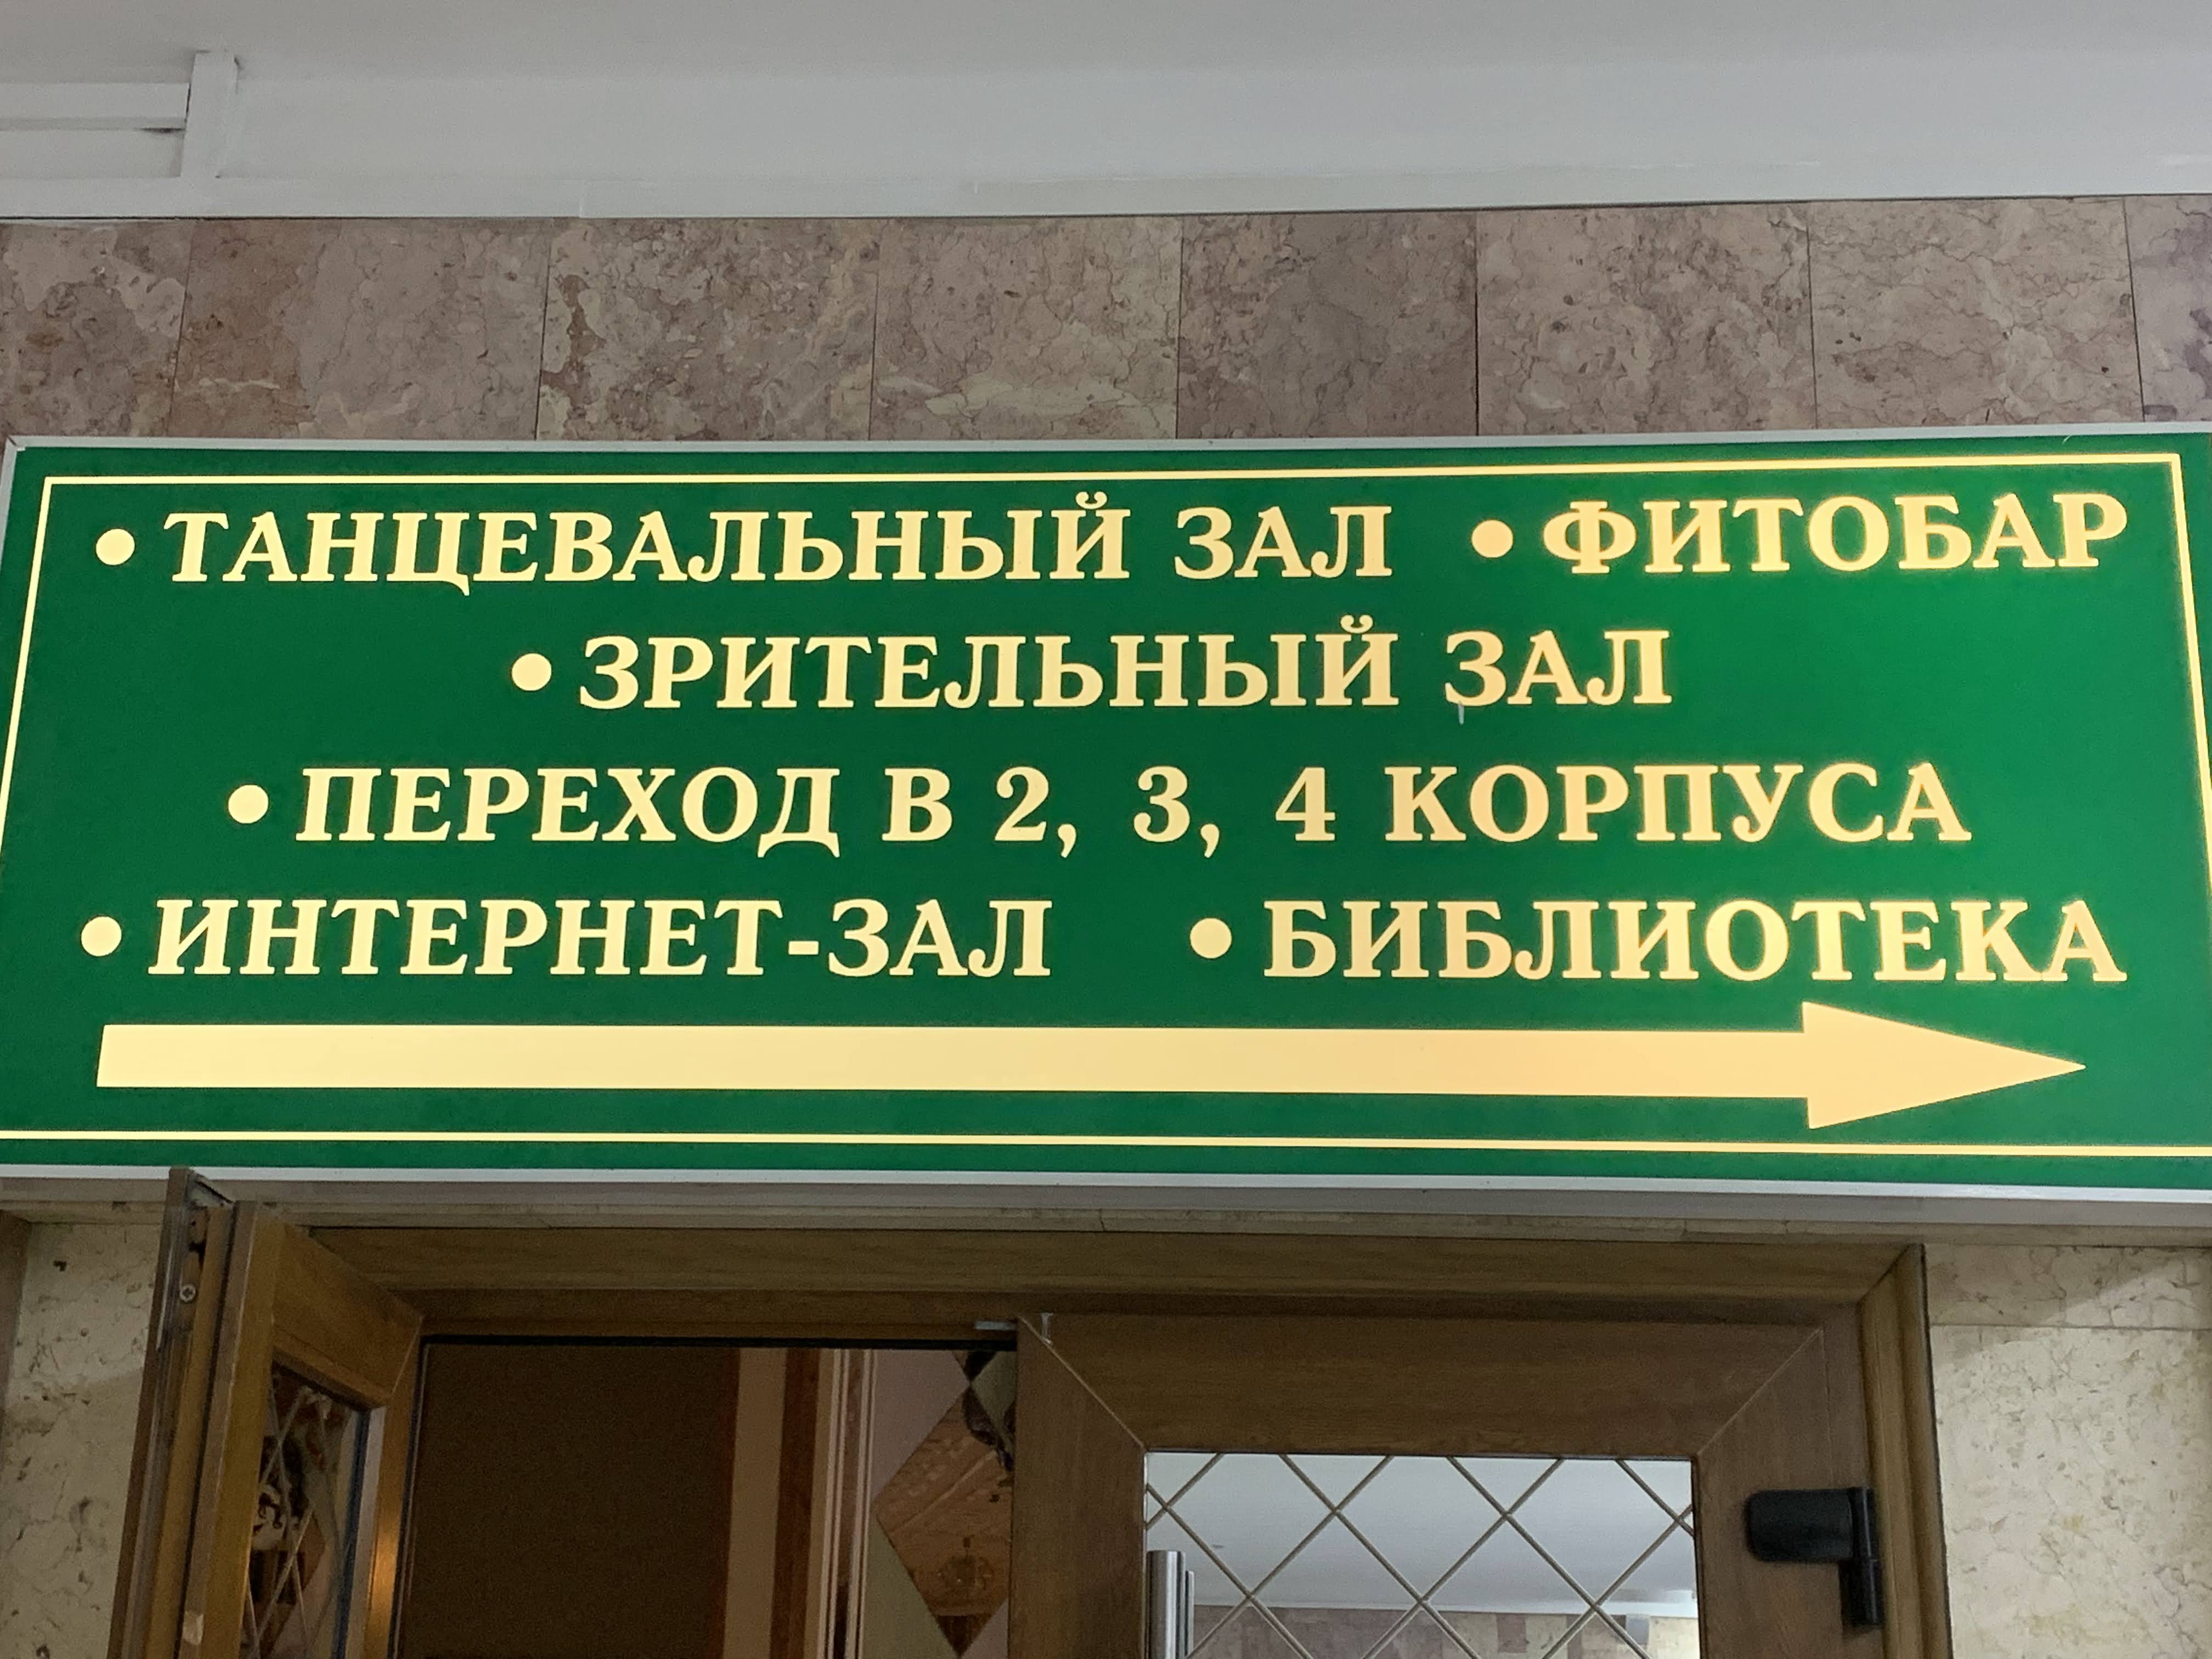 • ТАНЦЕВАЛЬНЫЙ ЗАЛ • ФИТОБАР
• ЗРИТЕЛЬНЫЙ ЗАЛ
• ПЕРЕХОД В 2, 3, 4 КОРПУСА
• ИНТЕРНЕТ-ЗАЛ • БИБЛИОТЕКА